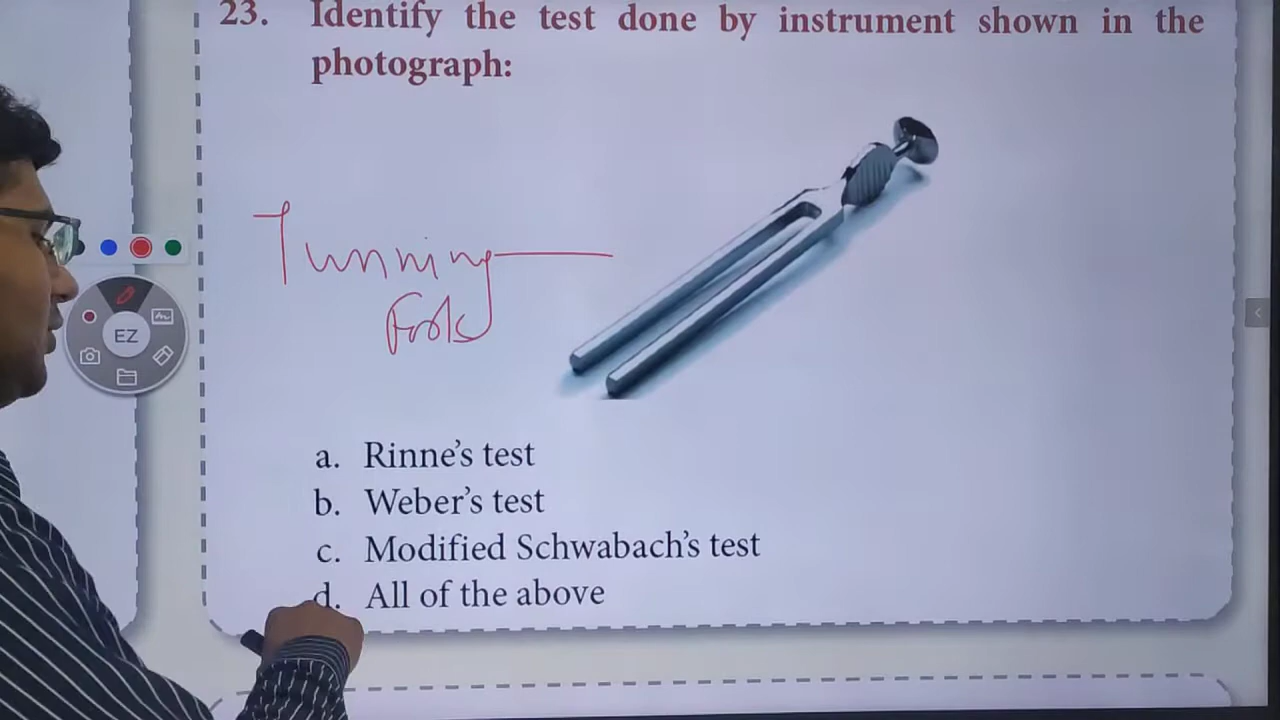 23. Identify the test done by instrument shown in the
photograph:
Tunning
Fork
EZ
a. Rinne's test
b. Weber's test
c. Modified Schwabach's test
d. All of the above